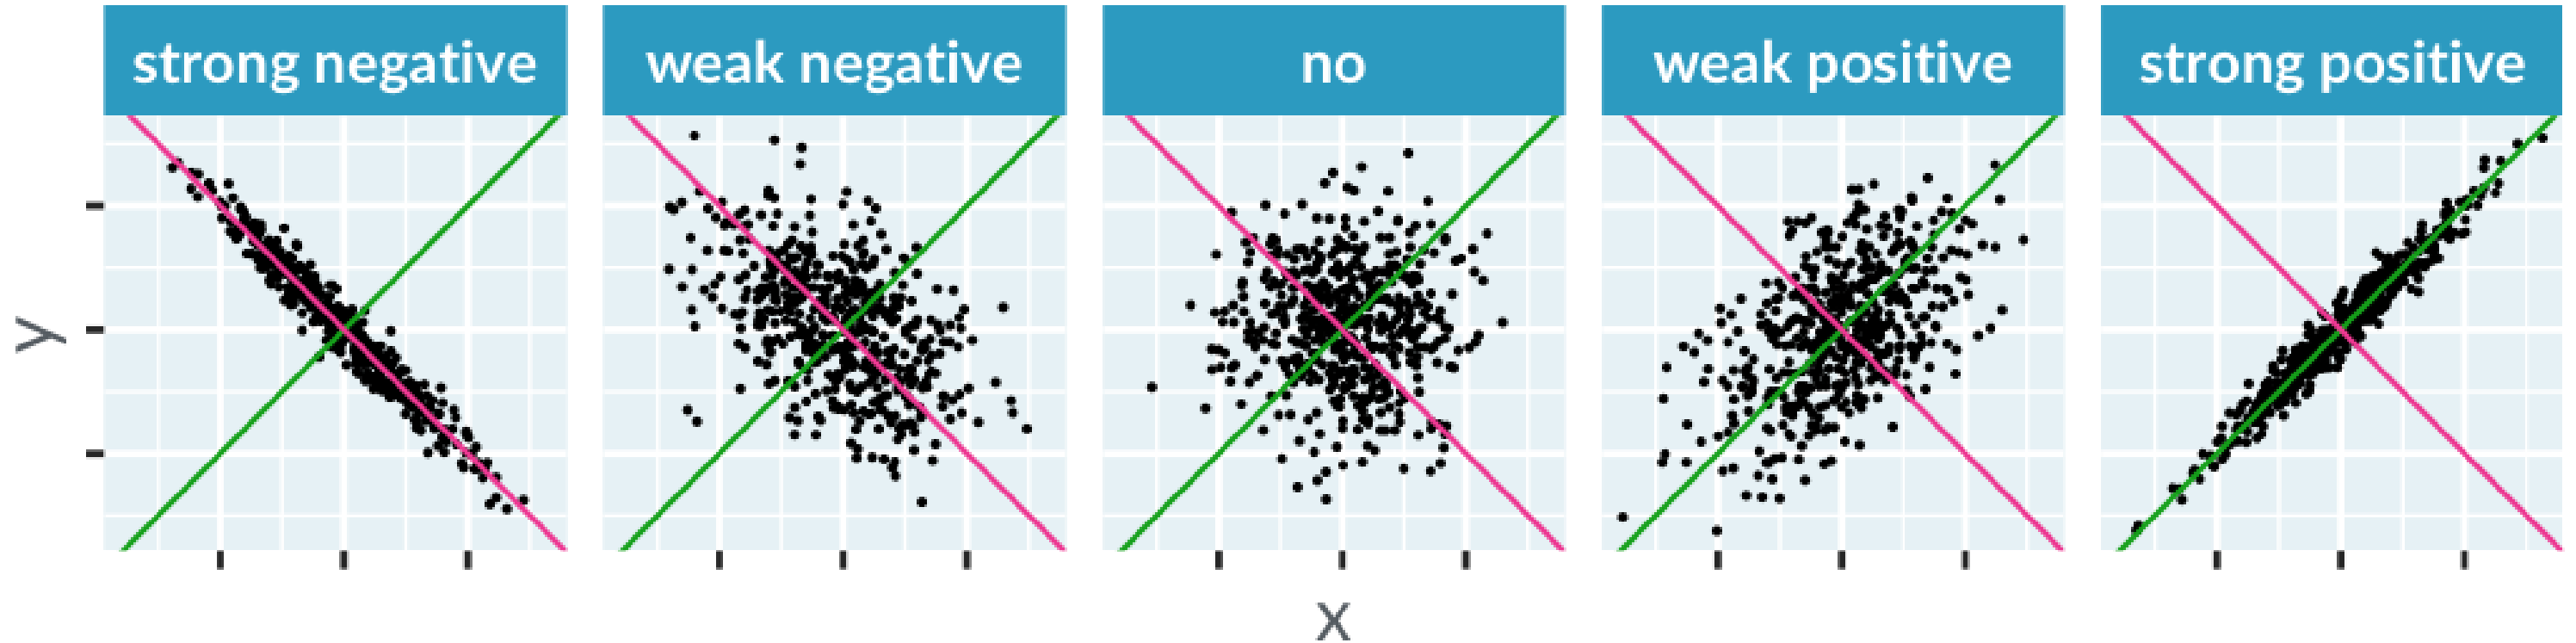 strong negative
weak negative
no
weak positive
strong positive
y
x